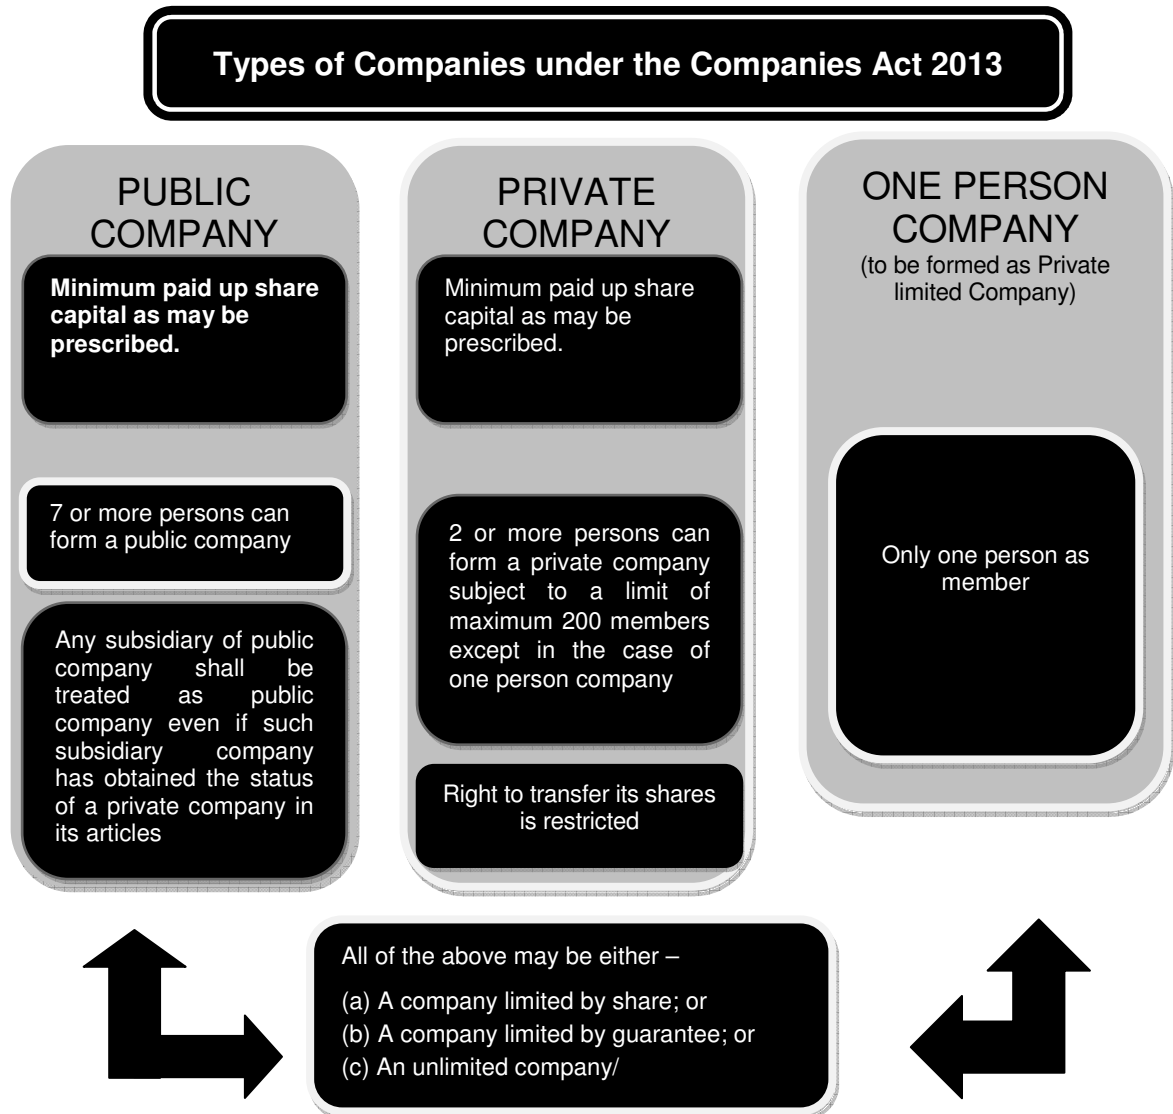 Types of Companies under the Companies Act 2013
PUBLIC
COMPANY
Minimum paid up share
capital as may be
prescribed.
7 or more persons can
form a public company
Any subsidiary of public
company shall be
treated as public
company even if such
subsidiary company
has obtained the status
of a private company in
its articles
PRIVATE
COMPANY
Minimum paid up share
capital as may be
prescribed.
2 or more persons can
form a private company
subject to a limit of
maximum 200 members
except in the case of
one person company
Right to transfer its shares
is restricted
ONE PERSON
COMPANY
(to be formed as Private
limited Company)
Only one person as
member
All of the above may be either –
(a) A company limited by share; or
(b) A company limited by guarantee; or
(c) An unlimited company/